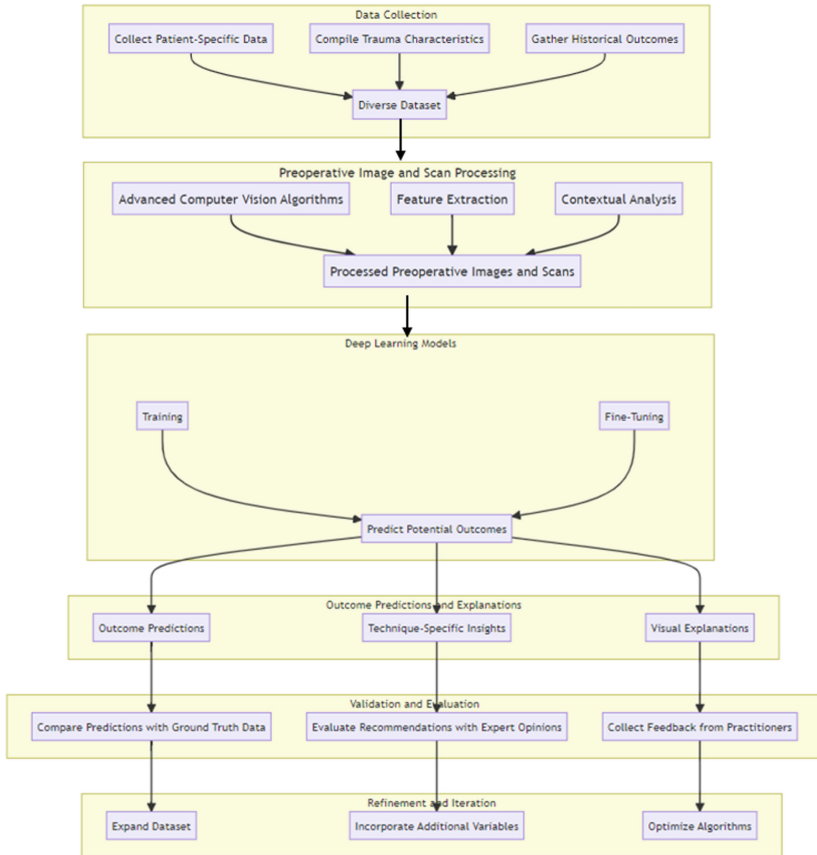 Data Collection
Collect Patient-Specific Data
Compile Trauma Characteristics
Gather Historical Outcomes
Diverse Dataset
Preoperative Image and Scan Processing
Advanced Computer Vision Algorithms
Feature Extraction
Contextual Analysis
Processed Preoperative Images and Scans
Deep Learning Models
Training
Fine-Tuning
Predict Potential Outcomes
Outcome Predictions and Explanations
Outcome Predictions
Technique-Specific Insights
Visual Explanations
Validation and Evaluation
Compare Predictions with Ground Truth Data
Evaluate Recommendations with Expert Opinions
Collect Feedback from Practitioners
Refinement and Iteration
Expand Dataset
Incorporate Additional Variables
Optimize Algorithms